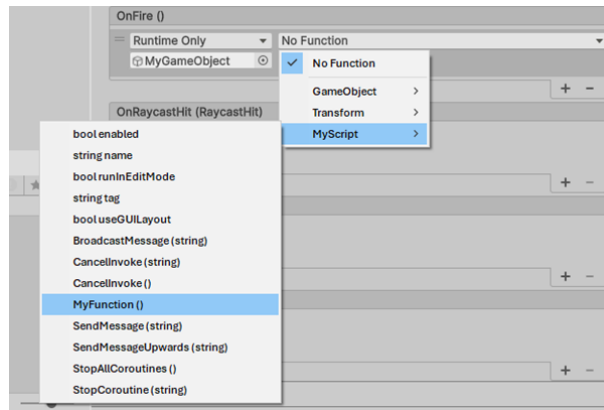 OnFire ()
Runtime Only
No Function
MyGameObject
No Function
GameObject
Transform
MyScript
OnRaycastHit (RaycastHit)
bool enabled
string name
bool runInEditMode
string tag
bool useGUILayout
BroadcastMessage (string)
CancelInvoke (string)
CancelInvoke ()
MyFunction ()
SendMessage (string)
SendMessageUpwards (string)
StopAllCoroutines ()
StopCoroutine (string)